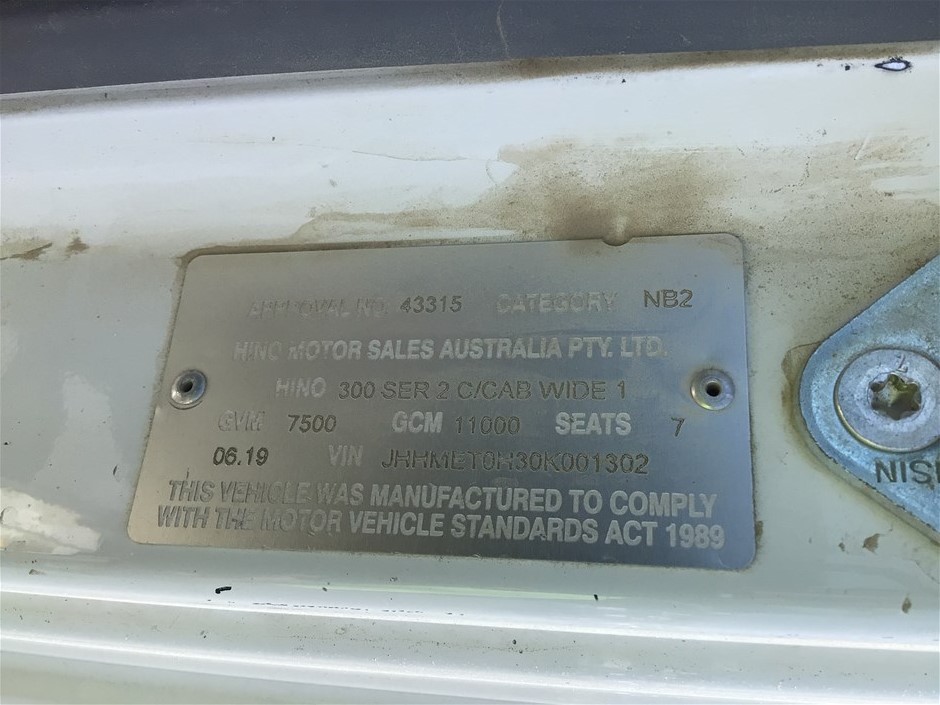 APPROVAL NO. 43315 CATEGORY NB2
HINO MOTOR SALES AUSTRALIA PTY. LTD.
HINO 300 SER 2 C/CAB WIDE 1
GVM 7500 GCM 11000 SEATS 7
06.19 VIN JHHMET0H30K001302
THIS VEHICLE WAS MANUFACTURED TO COMPLY
WITH THE MOTOR VEHICLE STANDARDS ACT 1989